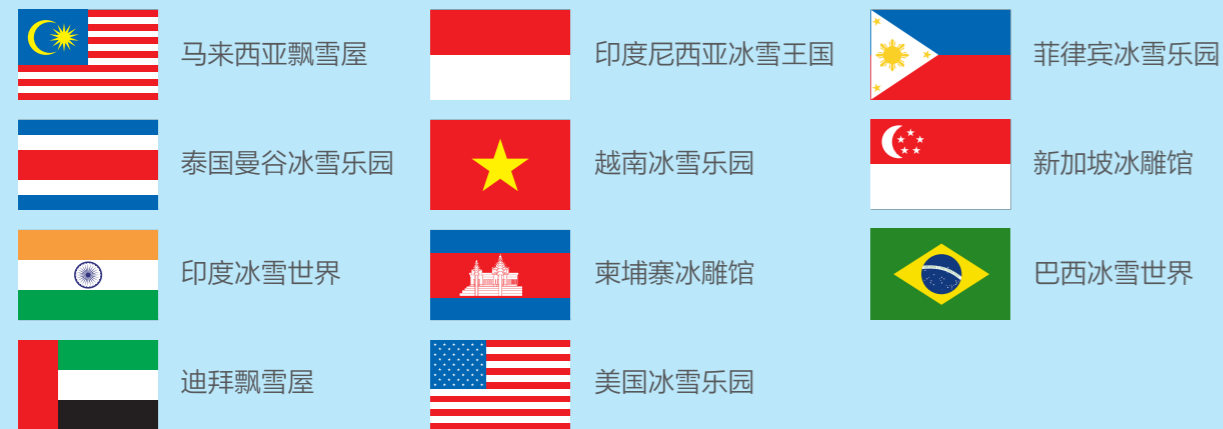 马来西亚飘雪屋
印度尼西亚冰雪王国
菲律宾冰雪乐园
泰国曼谷冰雪乐园
越南冰雪乐园
新加坡冰雕馆
印度冰雪世界
柬埔寨冰雕馆
巴西冰雪世界
迪拜飘雪屋
美国冰雪乐园